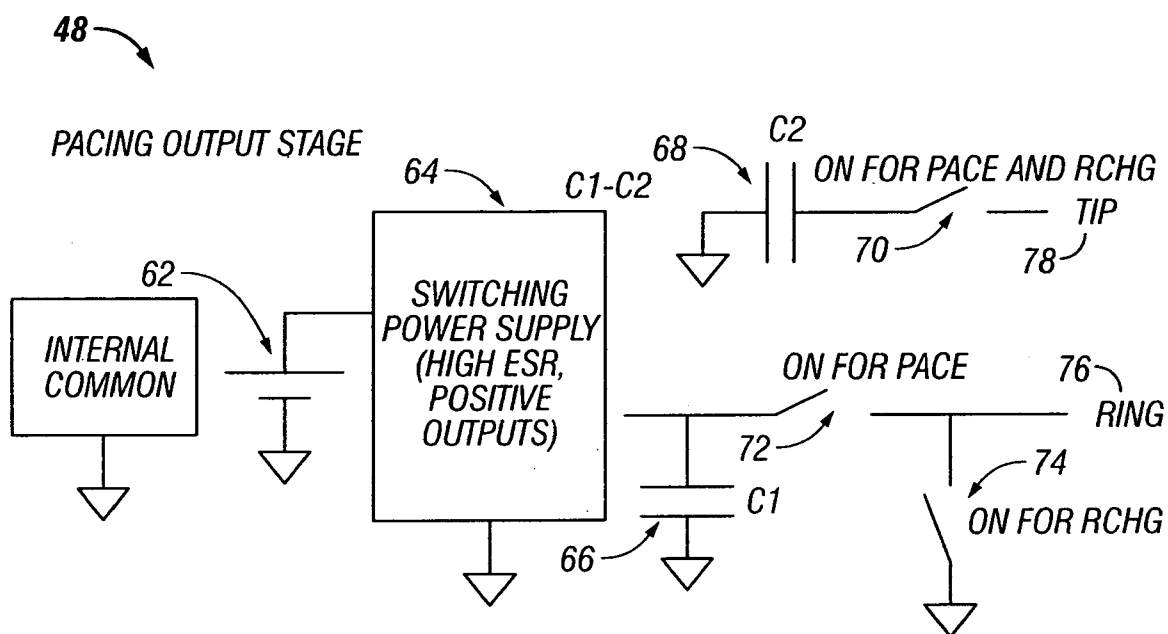 48
PACING OUTPUT STAGE
64
C1-C2
68
C2
ON FOR PACE AND RCHG
70
TIP
78
62
INTERNAL
COMMON
SWITCHING
POWER SUPPLY
(HIGH ESR,
POSITIVE
OUTPUTS)
ON FOR PACE
76
RING
72
74
C1
66
ON FOR RCHG